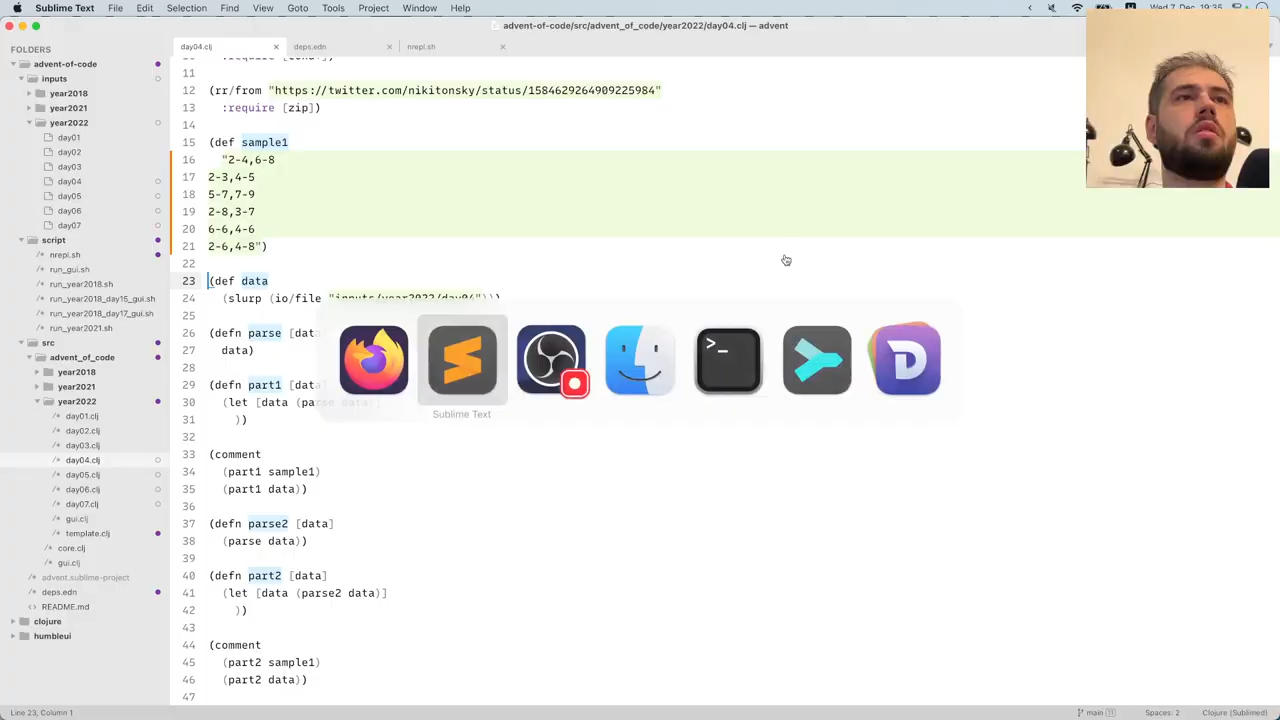 Sublime Text File Edit Selection Find View Goto Tools Project Window Help
W 7. Dec 19:35
advent-of-code/src/advent_of_code/year2022/day04.clj — advent
FOLDERS
advent-of-code
inputs
year2018
year2021
year2022
day01
day02
day03
day04
day05
day06
day07
script
nrepl.sh
run_gui.sh
run_year2018.sh
run_year2018_day15_gui.sh
run_year2018_day17_gui.sh
run_year2021.sh
src
advent_of_code
year2018
year2021
year2022
day01.clj
day02.clj
day03.clj
day04.clj
day05.clj
day06.clj
day07.clj
gui.clj
template.clj
core.clj
gui.clj
advent.sublime-project
deps.edn
README.md
clojure
humbleui
day04.clj
deps.edn
nrepl.sh
11
12 (rr/from "https://twitter.com/nikitonsky/status/1584629264909225984"
13 :require [zip])
14
15 (def sample1
16 "2-4,6-8
17 2-3,4-5
18 5-7,7-9
19 2-8,3-7
20 6-6,4-6
21 2-6,4-8")
22
23 (def data
24 (slurp (io/file "inputs/year2022/day04")))
25
26 (defn parse [data
27 data)
28
29 (defn part1 [data
30 (let [data (parse data)]
31 ))
32
33 (comment
34 (part1 sample1)
35 (part1 data))
36
37 (defn parse2 [data]
38 (parse data))
39
40 (defn part2 [data]
41 (let [data (parse2 data)]
42 ))
43
44 (comment
45 (part2 sample1)
46 (part2 data))
47
Sublime Text
Line 23, Column 1
main 11
Spaces: 2
Clojure (Sublimed)